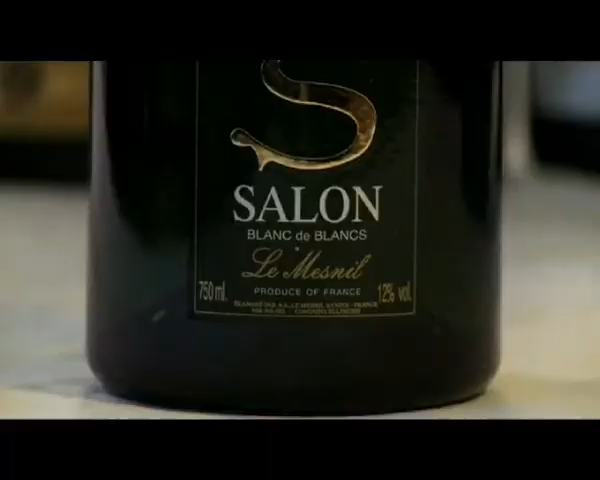 S
SALON
BLANC de BLANCS
Le Mesnil
PRODUCE OF FRANCE
750 ml.
12% vol.